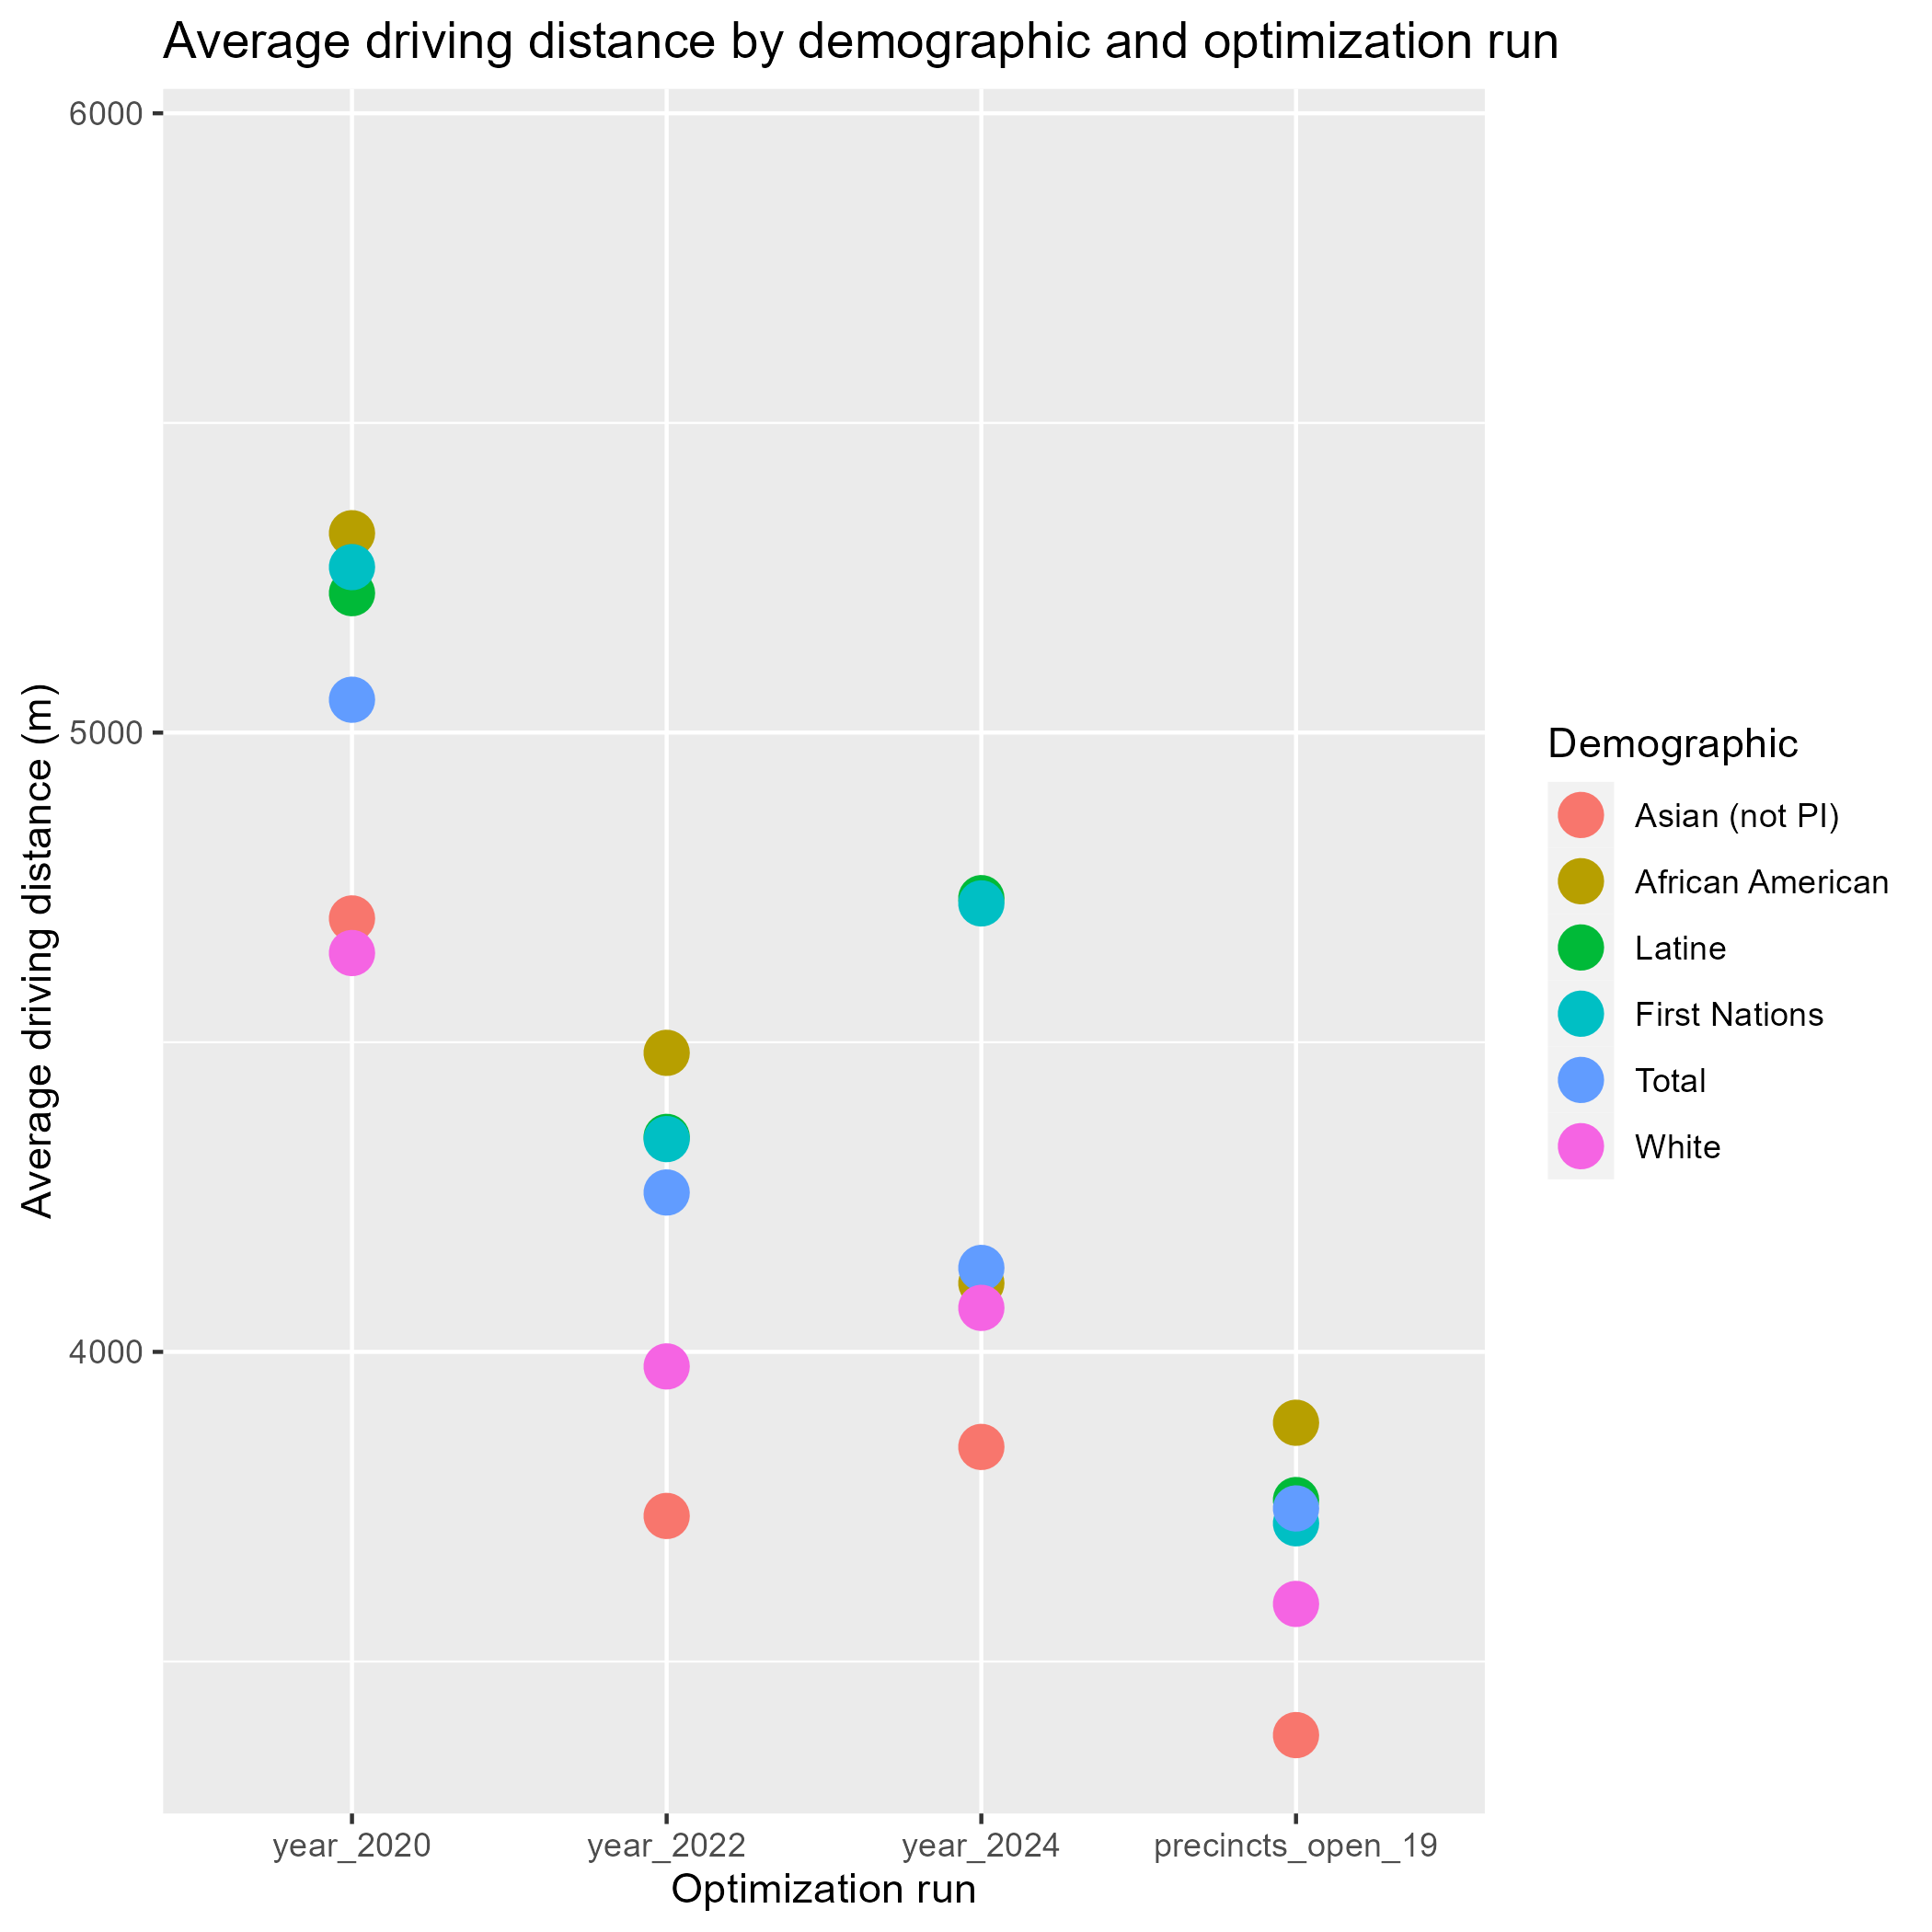 Average driving distance by demographic and optimization run
6000
5000
4000
Average driving distance (m)
year_2020
year_2022
year_2024
precincts_open_19
Optimization run
Demographic
Asian (not PI)
African American
Latine
First Nations
Total
White